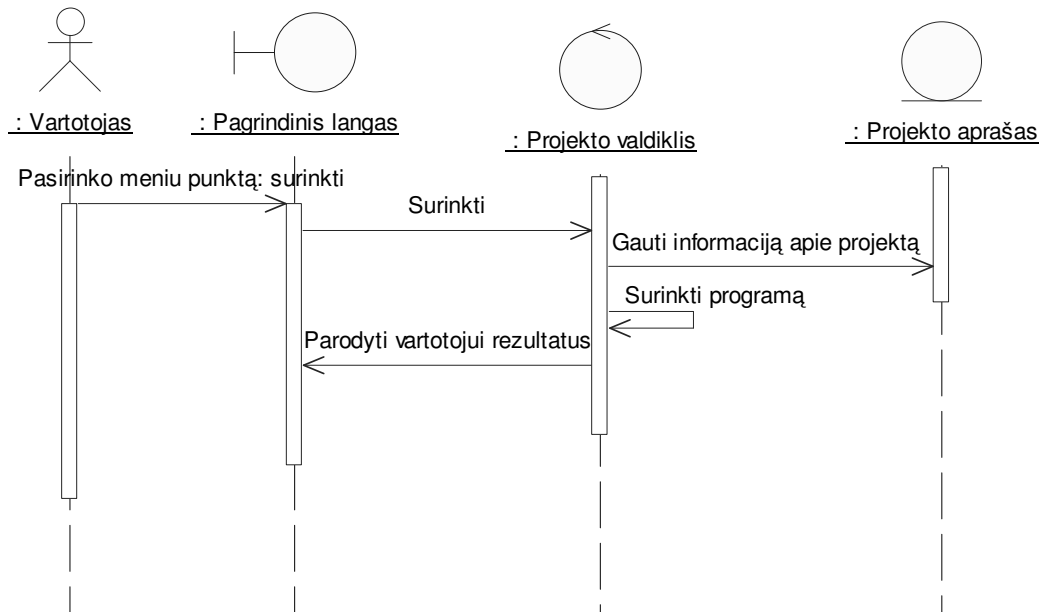 : Vartotojas
: Pagrindinis langas
: Projekto valdiklis
: Projekto aprašas
Pasirinko meniu punktą: surinkti
Surinkti
Gauti informaciją apie projektą
Surinkti programą
Parodyti vartotojui rezultatus